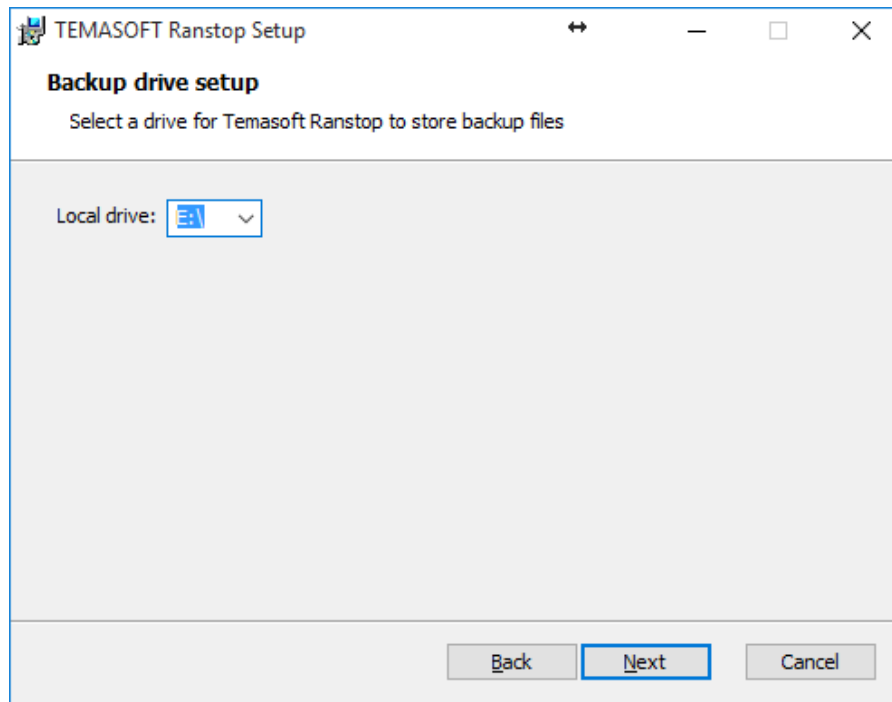 TEMASOFT Ranstop Setup
Backup drive setup
Select a drive for Temasoft Ranstop to store backup files
Local drive: E:\
Back Next Cancel